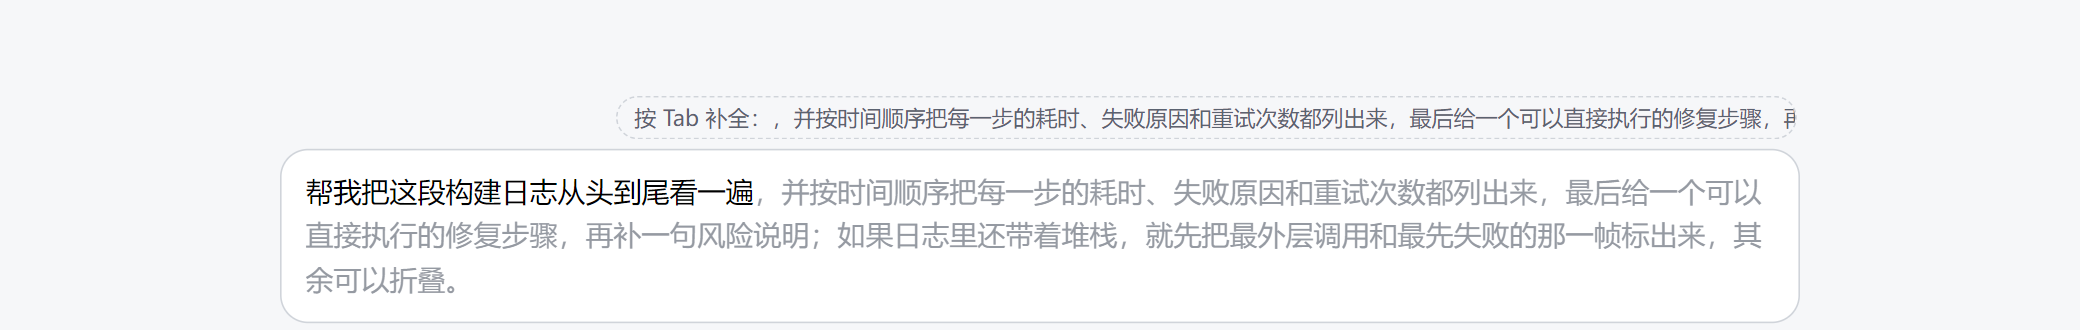 按 Tab 补全：，并按时间顺序把每一步的耗时、失败原因和重试次数都列出来，最后给一个可以直接执行的修复步骤，
帮我把这段构建日志从头到尾看一遍，并按时间顺序把每一步的耗时、失败原因和重试次数都列出来，最后给一个可以
直接执行的修复步骤，再补一句风险说明；如果日志里还带着堆栈，就先把最外层调用和最先失败的那一帧标出来，其
余可以折叠。